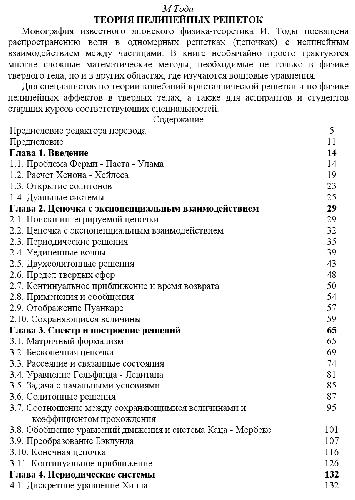 М. Тода
ТЕОРИЯ НЕЛИНЕЙНЫХ РЕШЕТОК
Монография известного японского физика-теоретика М. Тоды посвящена
распространению волн в одномерных решетках (цепочках) с нелинейным
взаимодействием между частицами. В книге необычайно просто трактуются
многие сложные математические методы, необходимые не только в физике
твердого тела, но и в других областях, где изучаются волновые уравнения.
Для специалистов по теории колебаний кристаллической решетки и по физике
нелинейных эффектов в твердых телах, а также для аспирантов и студентов
старших курсов соответствующих специальностей.
Содержание
Предисловие редактора перевода 5
Предисловие 11
Глава 1. Введение 14
1.1. Проблема Ферми - Паста - Улама 14
1.2. Расчет Хенона - Хейлеса 19
1.3. Открытие солитонов 23
1.4. Дуальные системы 25
Глава 2. Цепочка с экспоненциальным взаимодействием 29
2.1. Поиски интегрируемой цепочки 29
2.2. Цепочка с экспоненциальным взаимодействием 32
2.3. Периодические решения 35
2.4. Уединенные волны 39
2.5. Двухсолитонные решения 43
2.6. Предел твердых сфер 48
2.7. Континуальное приближение и время возврата 50
2.8. Применения и обобщения 54
2.9. Отображение Пуанкаре 57
2.10. Сохраняющиеся величины 59
Глава 3. Спектр и построение решений 65
3.1. Матричный формализм 65
3.2. Бесконечная цепочка 69
3.3. Рассеяние и связанные состояния 74
3.4. Уравнение Гельфанда - Левитана 81
3.5. Задача с начальными условиями 85
3.6. Солитонные решения 87
3.7. Соотношение между сохраняющимися величинами и 95
коэффициентом прохождения
3.8. Обобщение уравнений движения и система Каца - Мербеке 101
3.9. Преобразование Бэклунда 107
3.10. Конечная цепочка 116
3.11. Континуальное приближение 126
Глава 4. Периодические системы 132
4.1. Дискретное уравнение Хилла 132